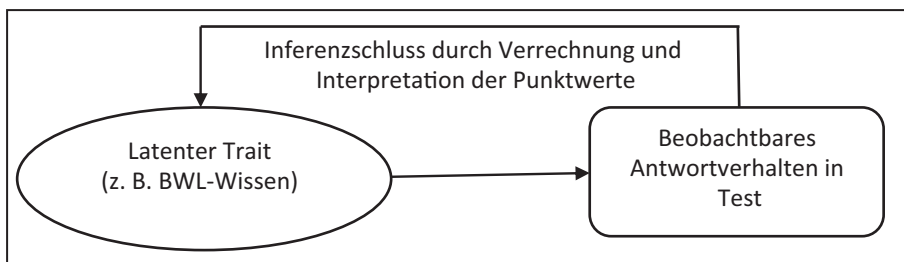 Inferenzschluss durch Verrechnung und
Interpretation der Punktwerte
Latenter Trait
(z. B. BWL-Wissen)
Beobachtbares
Antwortverhalten in
Test